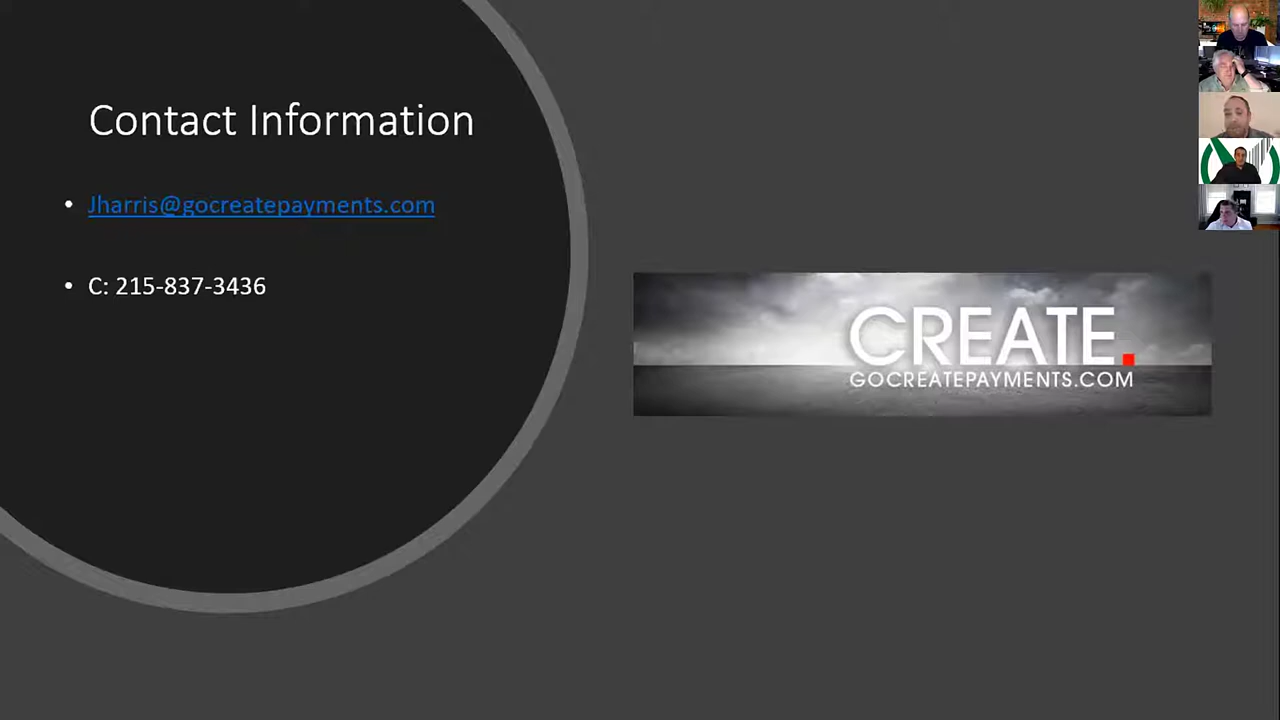 Contact Information
• Jharris@gocreatepayments.com
• C: 215-837-3436
CREATE.
GOCREATEPAYMENTS.COM